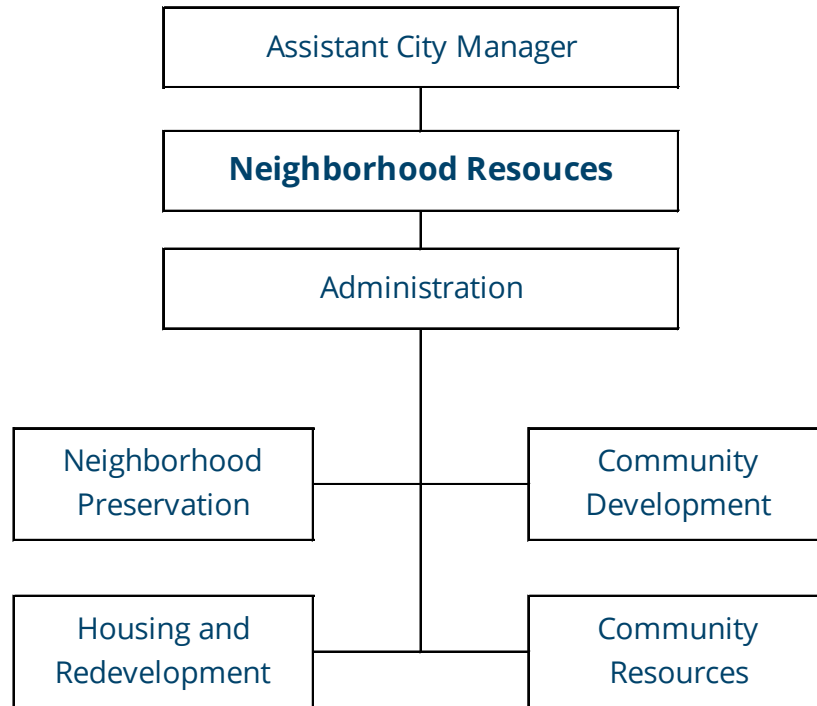 Assistant City Manager
Neighborhood Resouces
Administration
Neighborhood
Preservation
Community
Development
Housing and
Redevelopment
Community
Resources